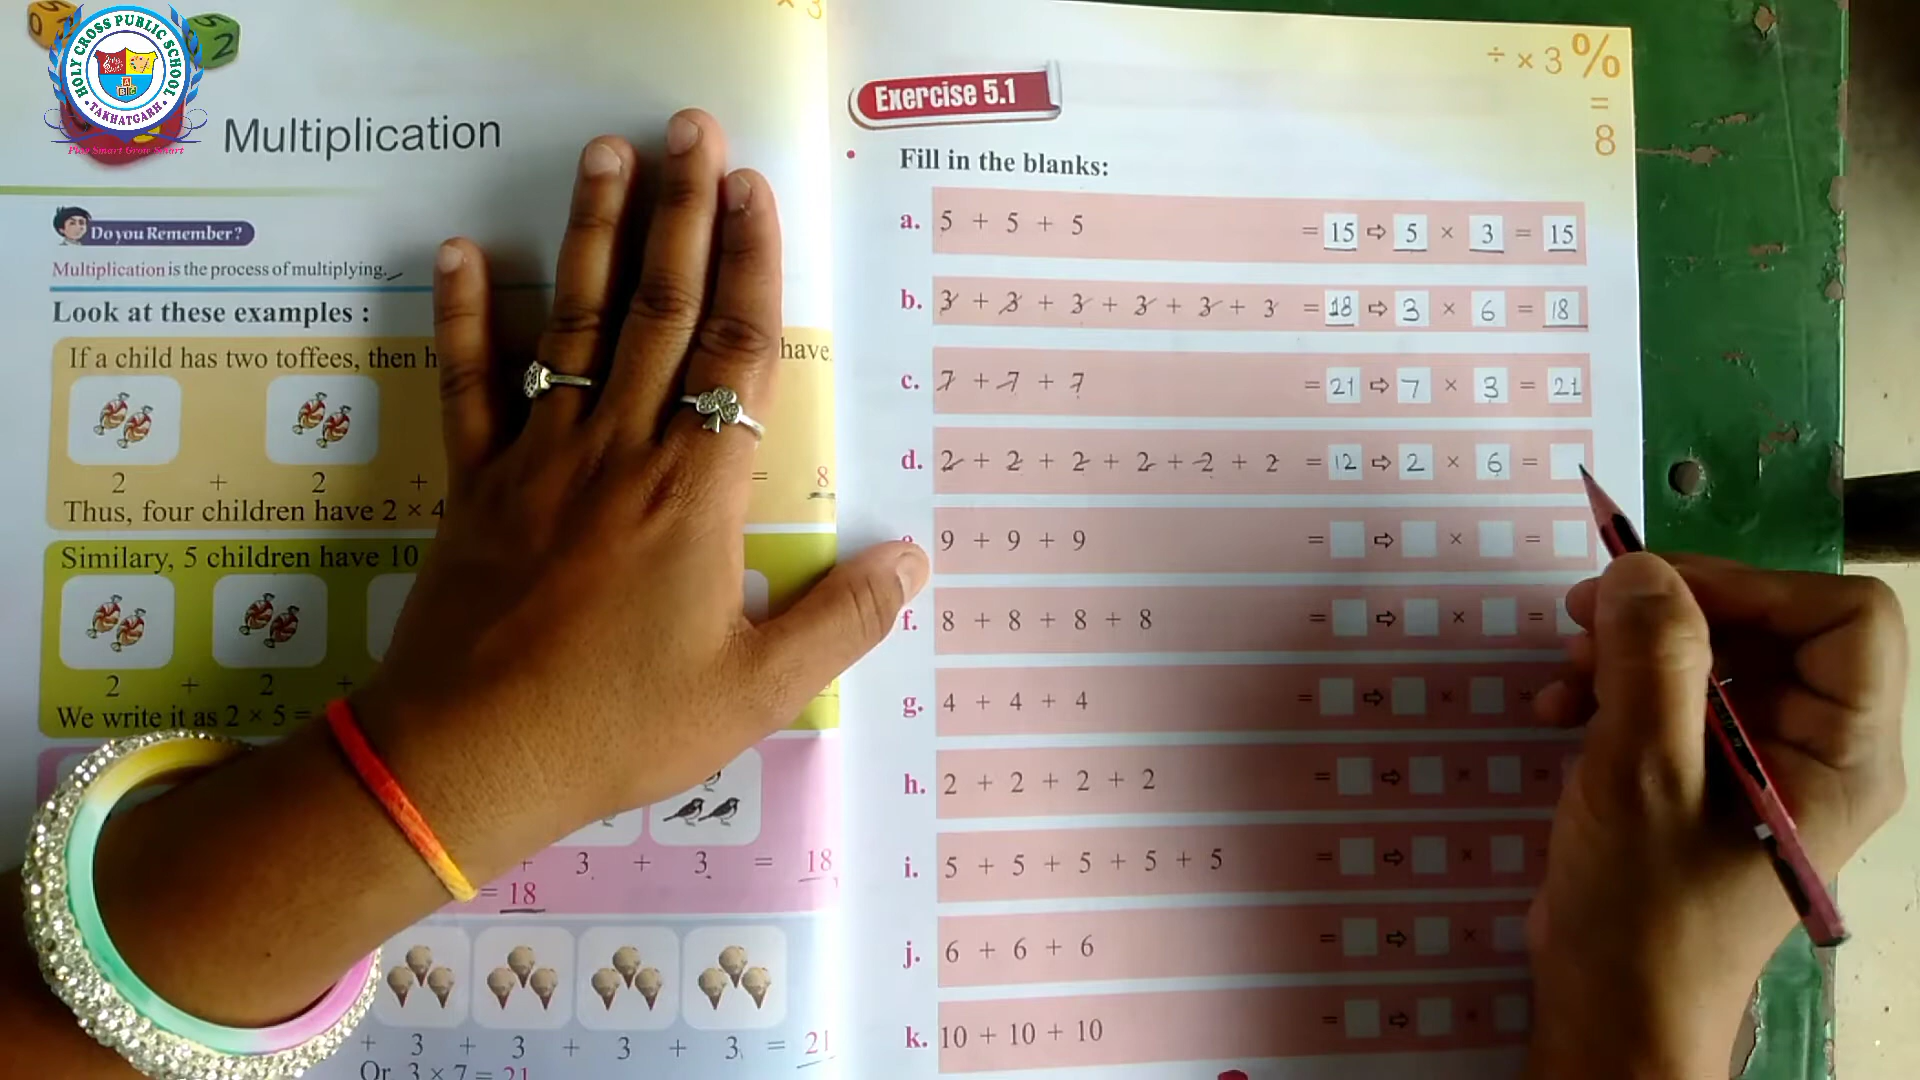 HOLY CROSS PUBLIC SCHOOL
TAKHATGARH
Play Smart Grow Smart
Multiplication
Do you Remember?
Multiplication is the process of multiplying.
Look at these examples :
If a child has two toffees, then h have
2 + 2 + = 8
Thus, four children have 2 × 4
Similary, 5 children have 10
2 + 2 +
We write it as 2 × 5 =
+ 3 + 3 = 18
= 18
+ 3 + 3 + 3 + 3 = 21
Or 3 × 7 = 21
÷ × 3 %
=
8
Exercise 5.1
Fill in the blanks:
a. 5 + 5 + 5 = 15 ⇨ 5 × 3 = 15
b. 3 + 3 + 3 + 3 + 3 + 3 = 18 ⇨ 3 × 6 = 18
c. 7 + 7 + 7 = 21 ⇨ 7 × 3 = 21
d. 2 + 2 + 2 + 2 + 2 + 2 = 12 ⇨ 2 × 6 =
9 + 9 + 9 = ⇨ × =
f. 8 + 8 + 8 + 8 = ⇨ × =
g. 4 + 4 + 4 = ⇨ × =
h. 2 + 2 + 2 + 2 = ⇨ × =
i. 5 + 5 + 5 + 5 + 5 = ⇨ × =
j. 6 + 6 + 6 = ⇨ ×
k. 10 + 10 + 10 = ⇨ ×